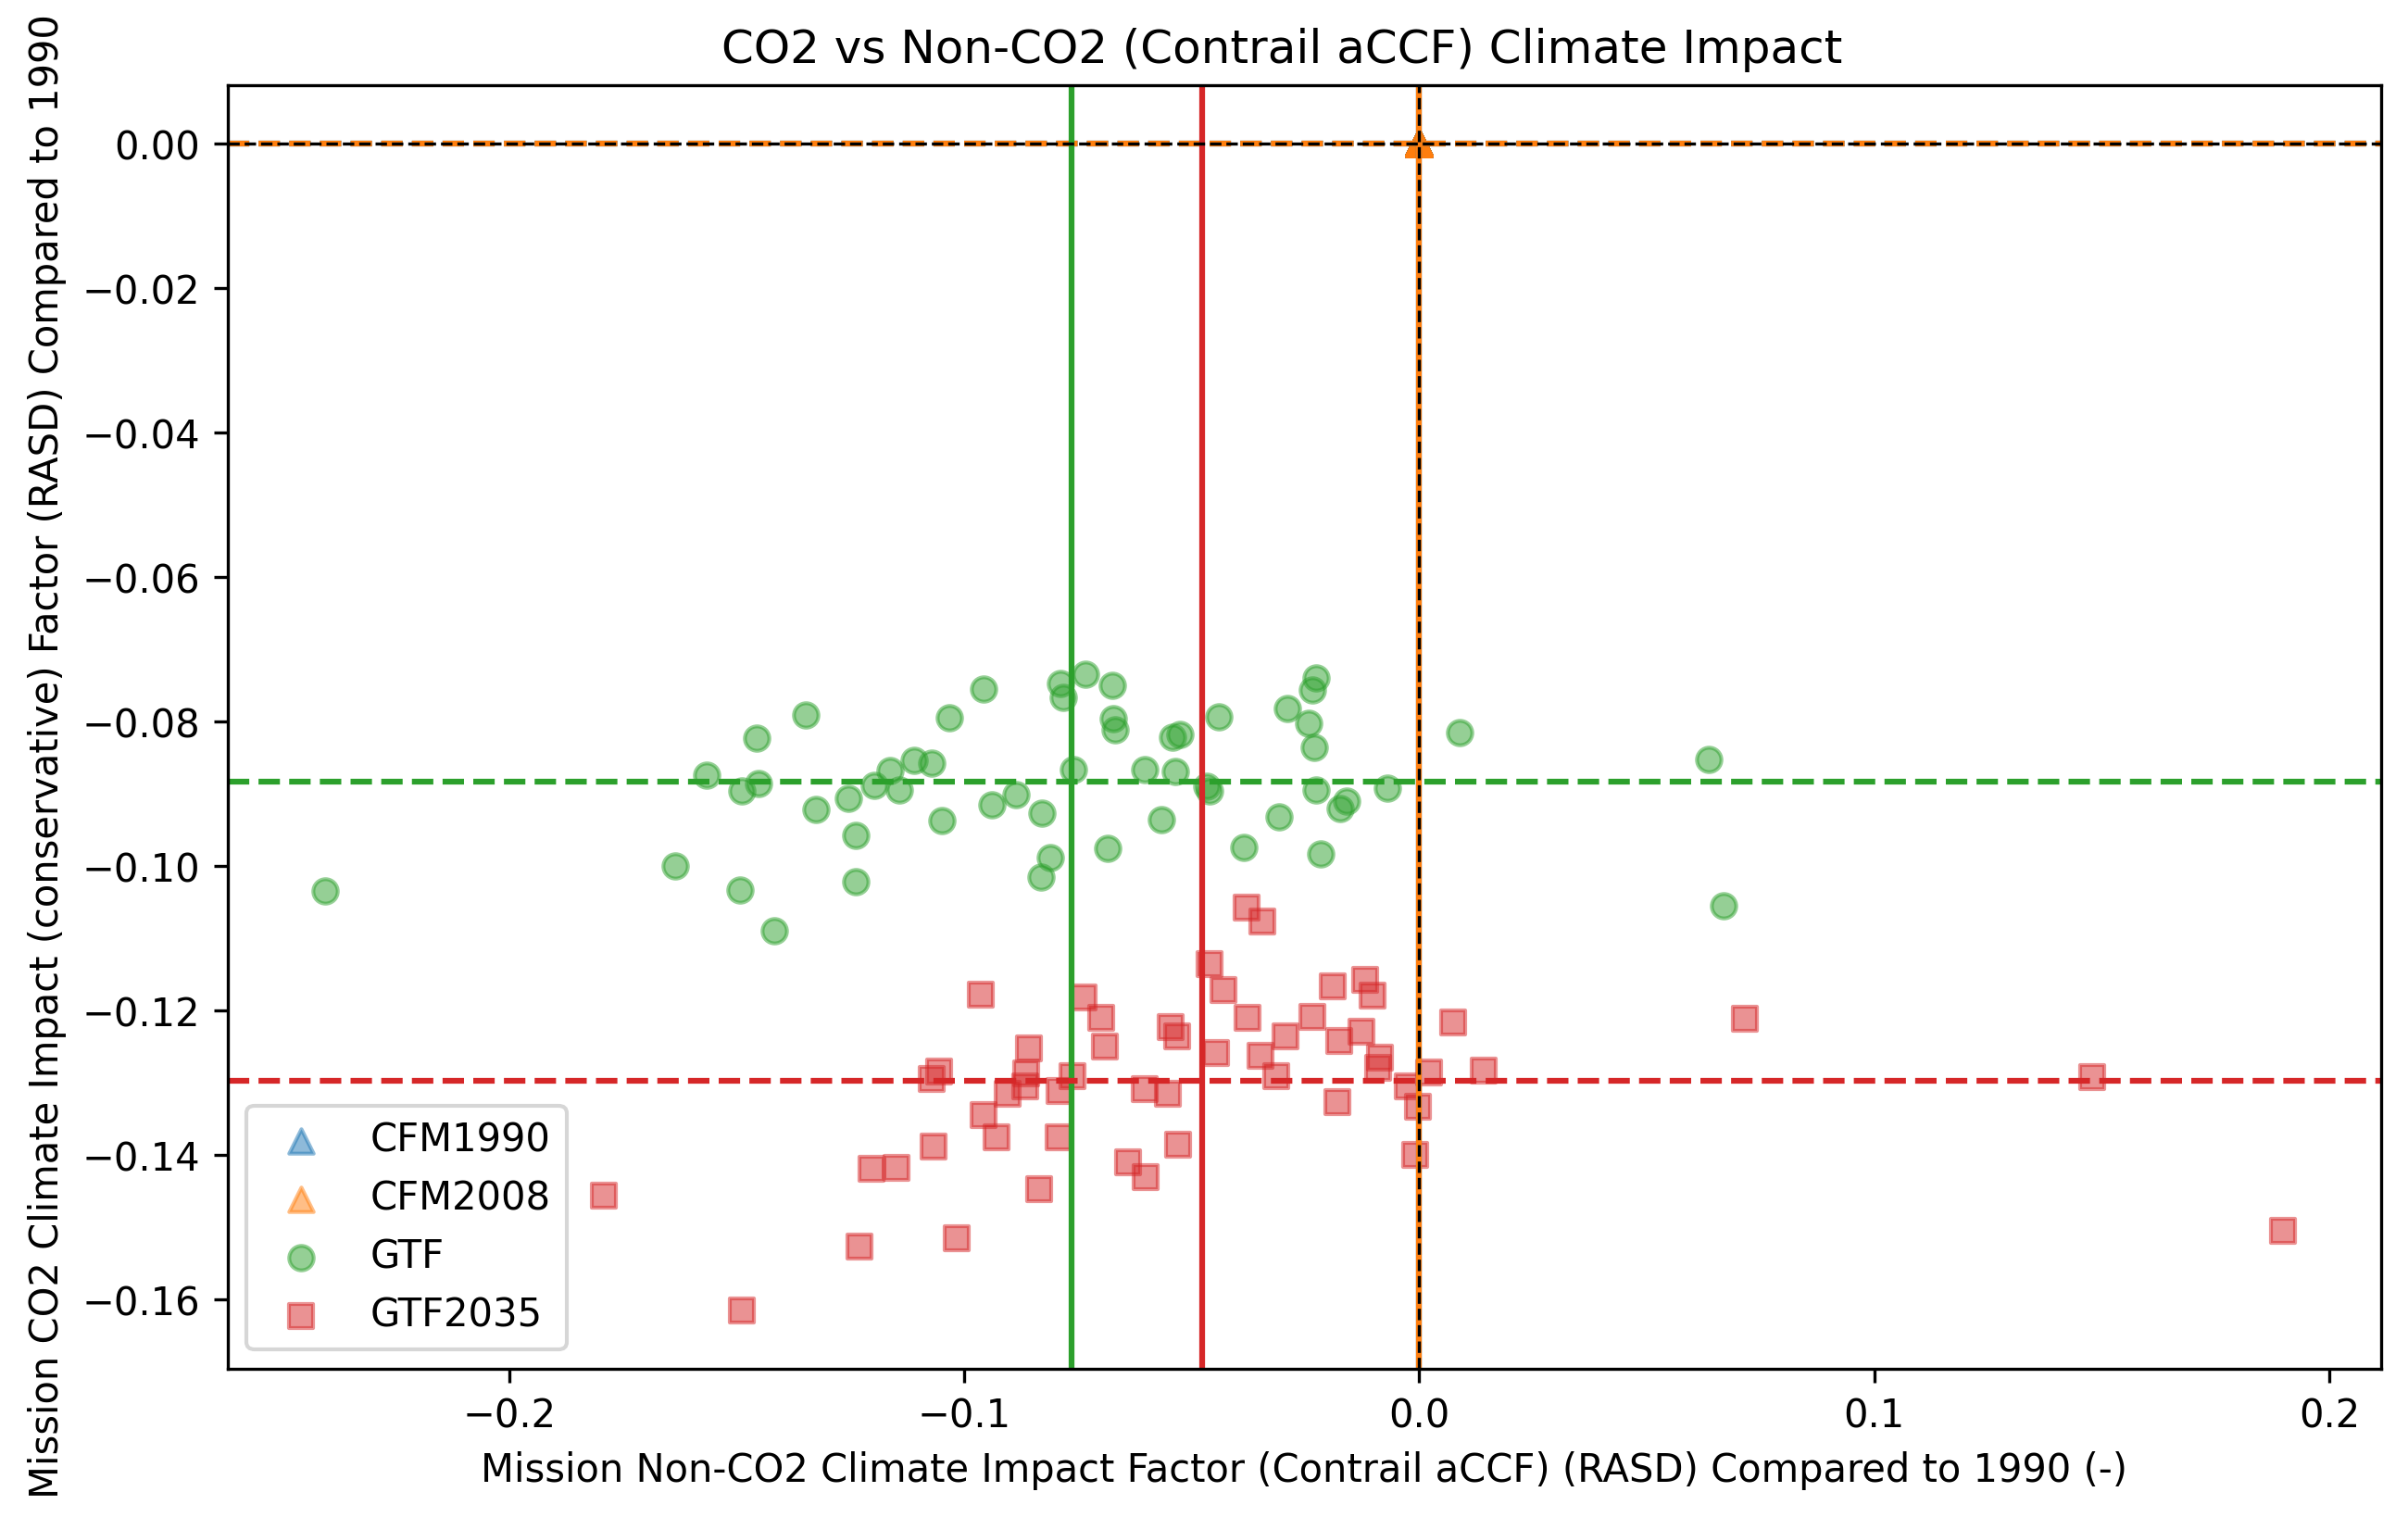 CO2 vs Non-CO2 (Contrail aCCF) Climate Impact
Mission CO2 Climate Impact (conservative) Factor (RASD) Compared to 1990
0.00
−0.02
−0.04
−0.06
−0.08
−0.10
−0.12
−0.14
−0.16
CFM1990
CFM2008
GTF
GTF2035
−0.2
−0.1
0.0
0.1
0.2
Mission Non-CO2 Climate Impact Factor (Contrail aCCF) (RASD) Compared to 1990 (-)